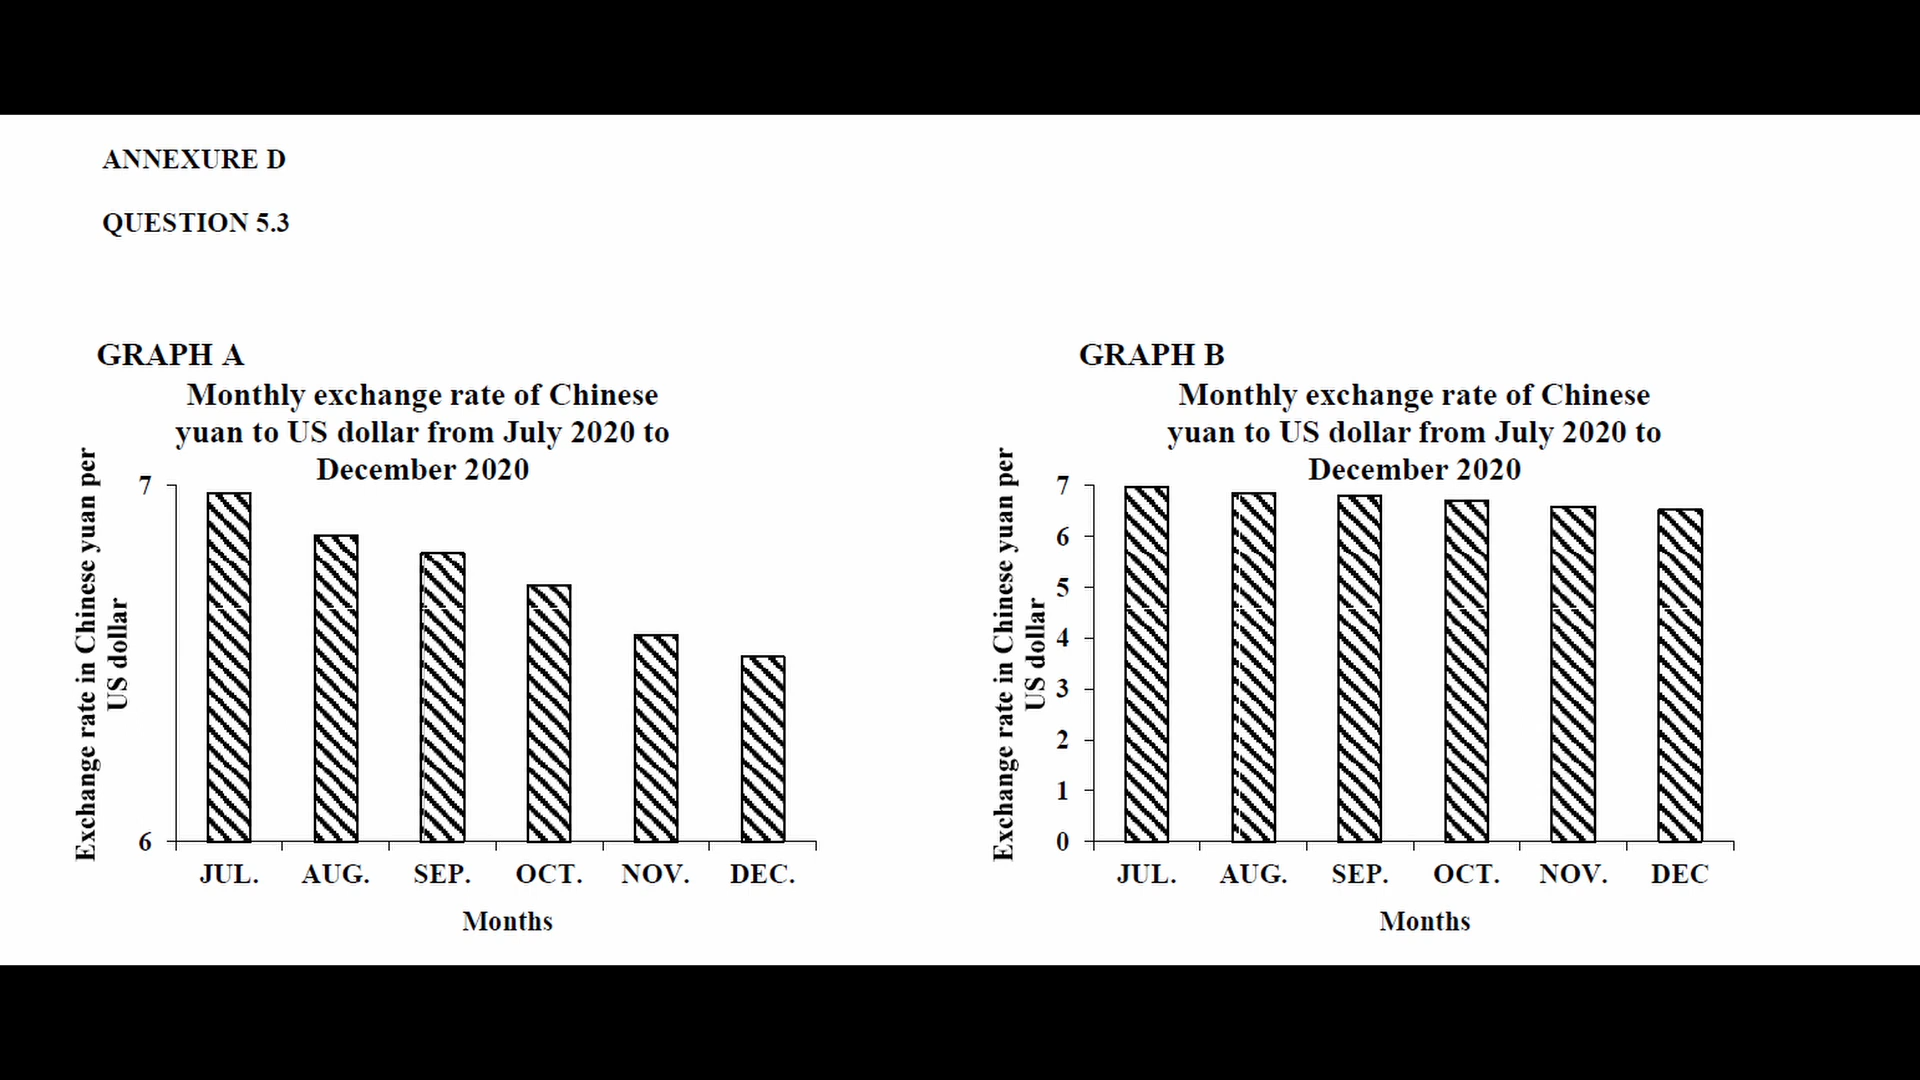 ANNEXURE D
QUESTION 5.3
GRAPH A
Monthly exchange rate of Chinese
yuan to US dollar from July 2020 to
December 2020
Exchange rate in Chinese yuan per
US dollar
7
6
JUL. AUG. SEP. OCT. NOV. DEC.
Months
GRAPH B
Monthly exchange rate of Chinese
yuan to US dollar from July 2020 to
December 2020
Exchange rate in Chinese yuan per
US dollar
7
6
5
4
3
2
1
0
JUL. AUG. SEP. OCT. NOV. DEC
Months